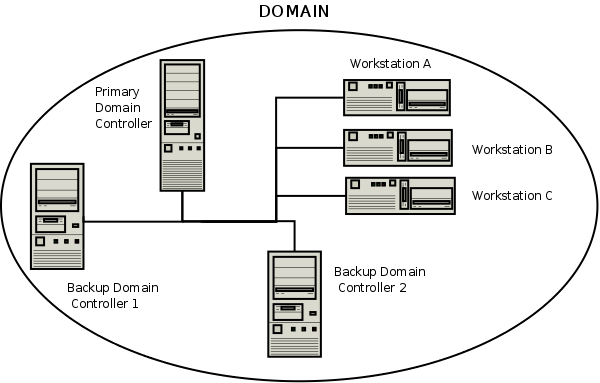 DOMAIN
Workstation A
Primary
Domain
Controller
Workstation B
Workstation C
Backup Domain
Controller 1
Backup Domain
Controller 2